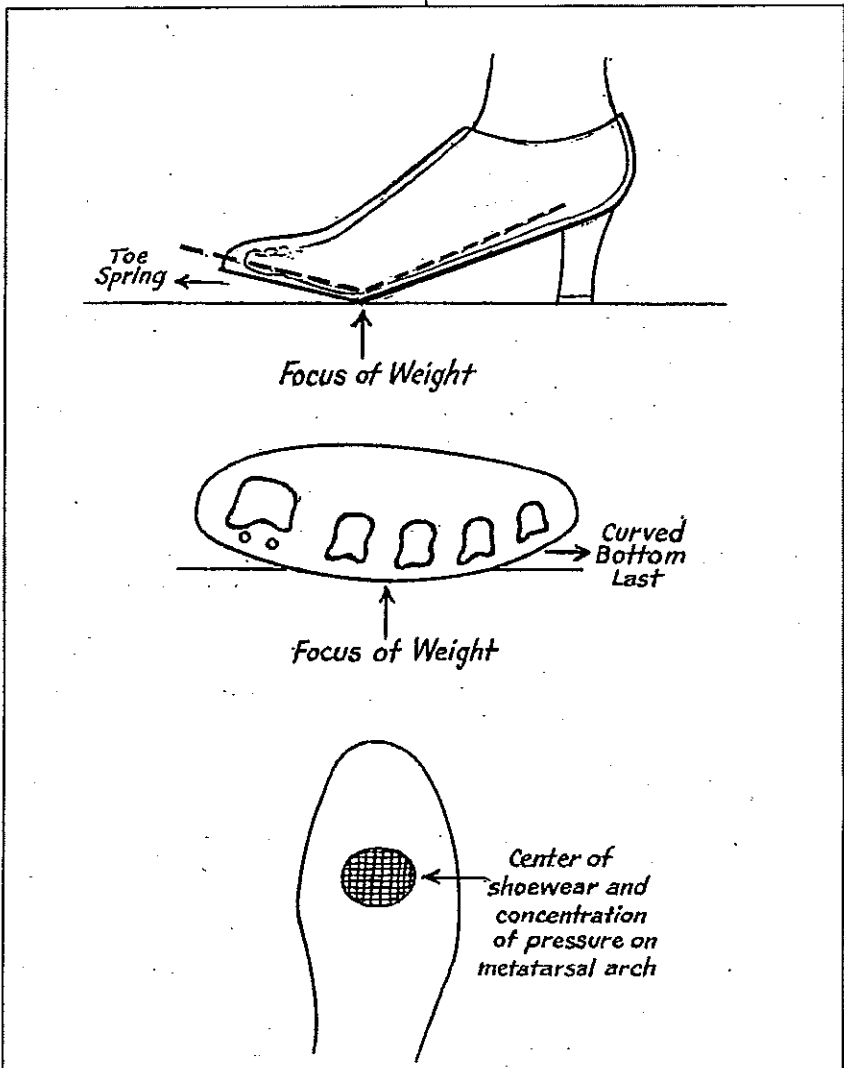 Toe
Spring
Focus of Weight
Curved
Bottom
Last
Focus of Weight
Center of
shoewear and
concentration
of pressure on
metatarsal arch